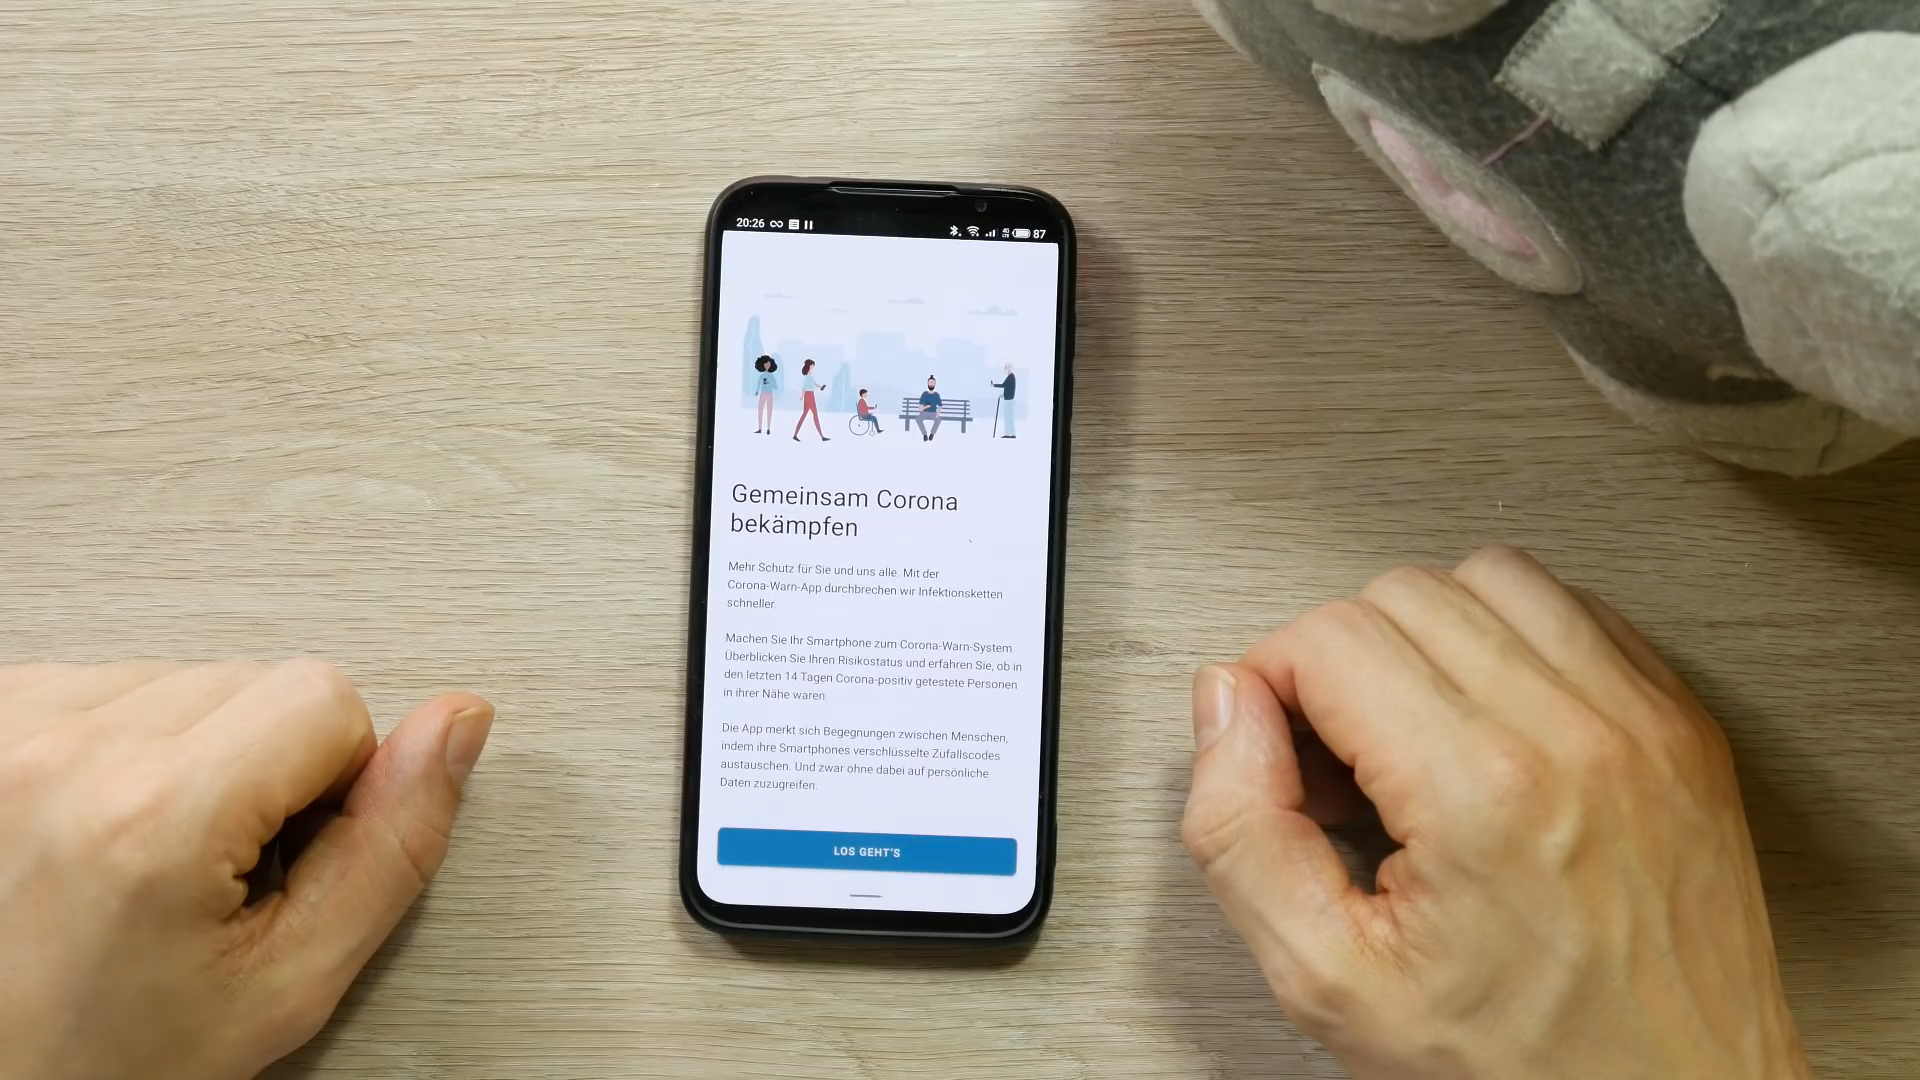 20:26
87
Gemeinsam Corona
bekämpfen
Mehr Schutz für Sie und uns alle. Mit der
Corona-Warn-App durchbrechen wir Infektionsketten
schneller.
Machen Sie Ihr Smartphone zum Corona-Warn-System.
Überblicken Sie Ihren Risikostatus und erfahren Sie, ob in
den letzten 14 Tagen Corona-positiv getestete Personen
in ihrer Nähe waren.
Die App merkt sich Begegnungen zwischen Menschen,
indem ihre Smartphones verschlüsselte Zufallscodes
austauschen. Und zwar ohne dabei auf persönliche
Daten zuzugreifen.
LOS GEHT'S